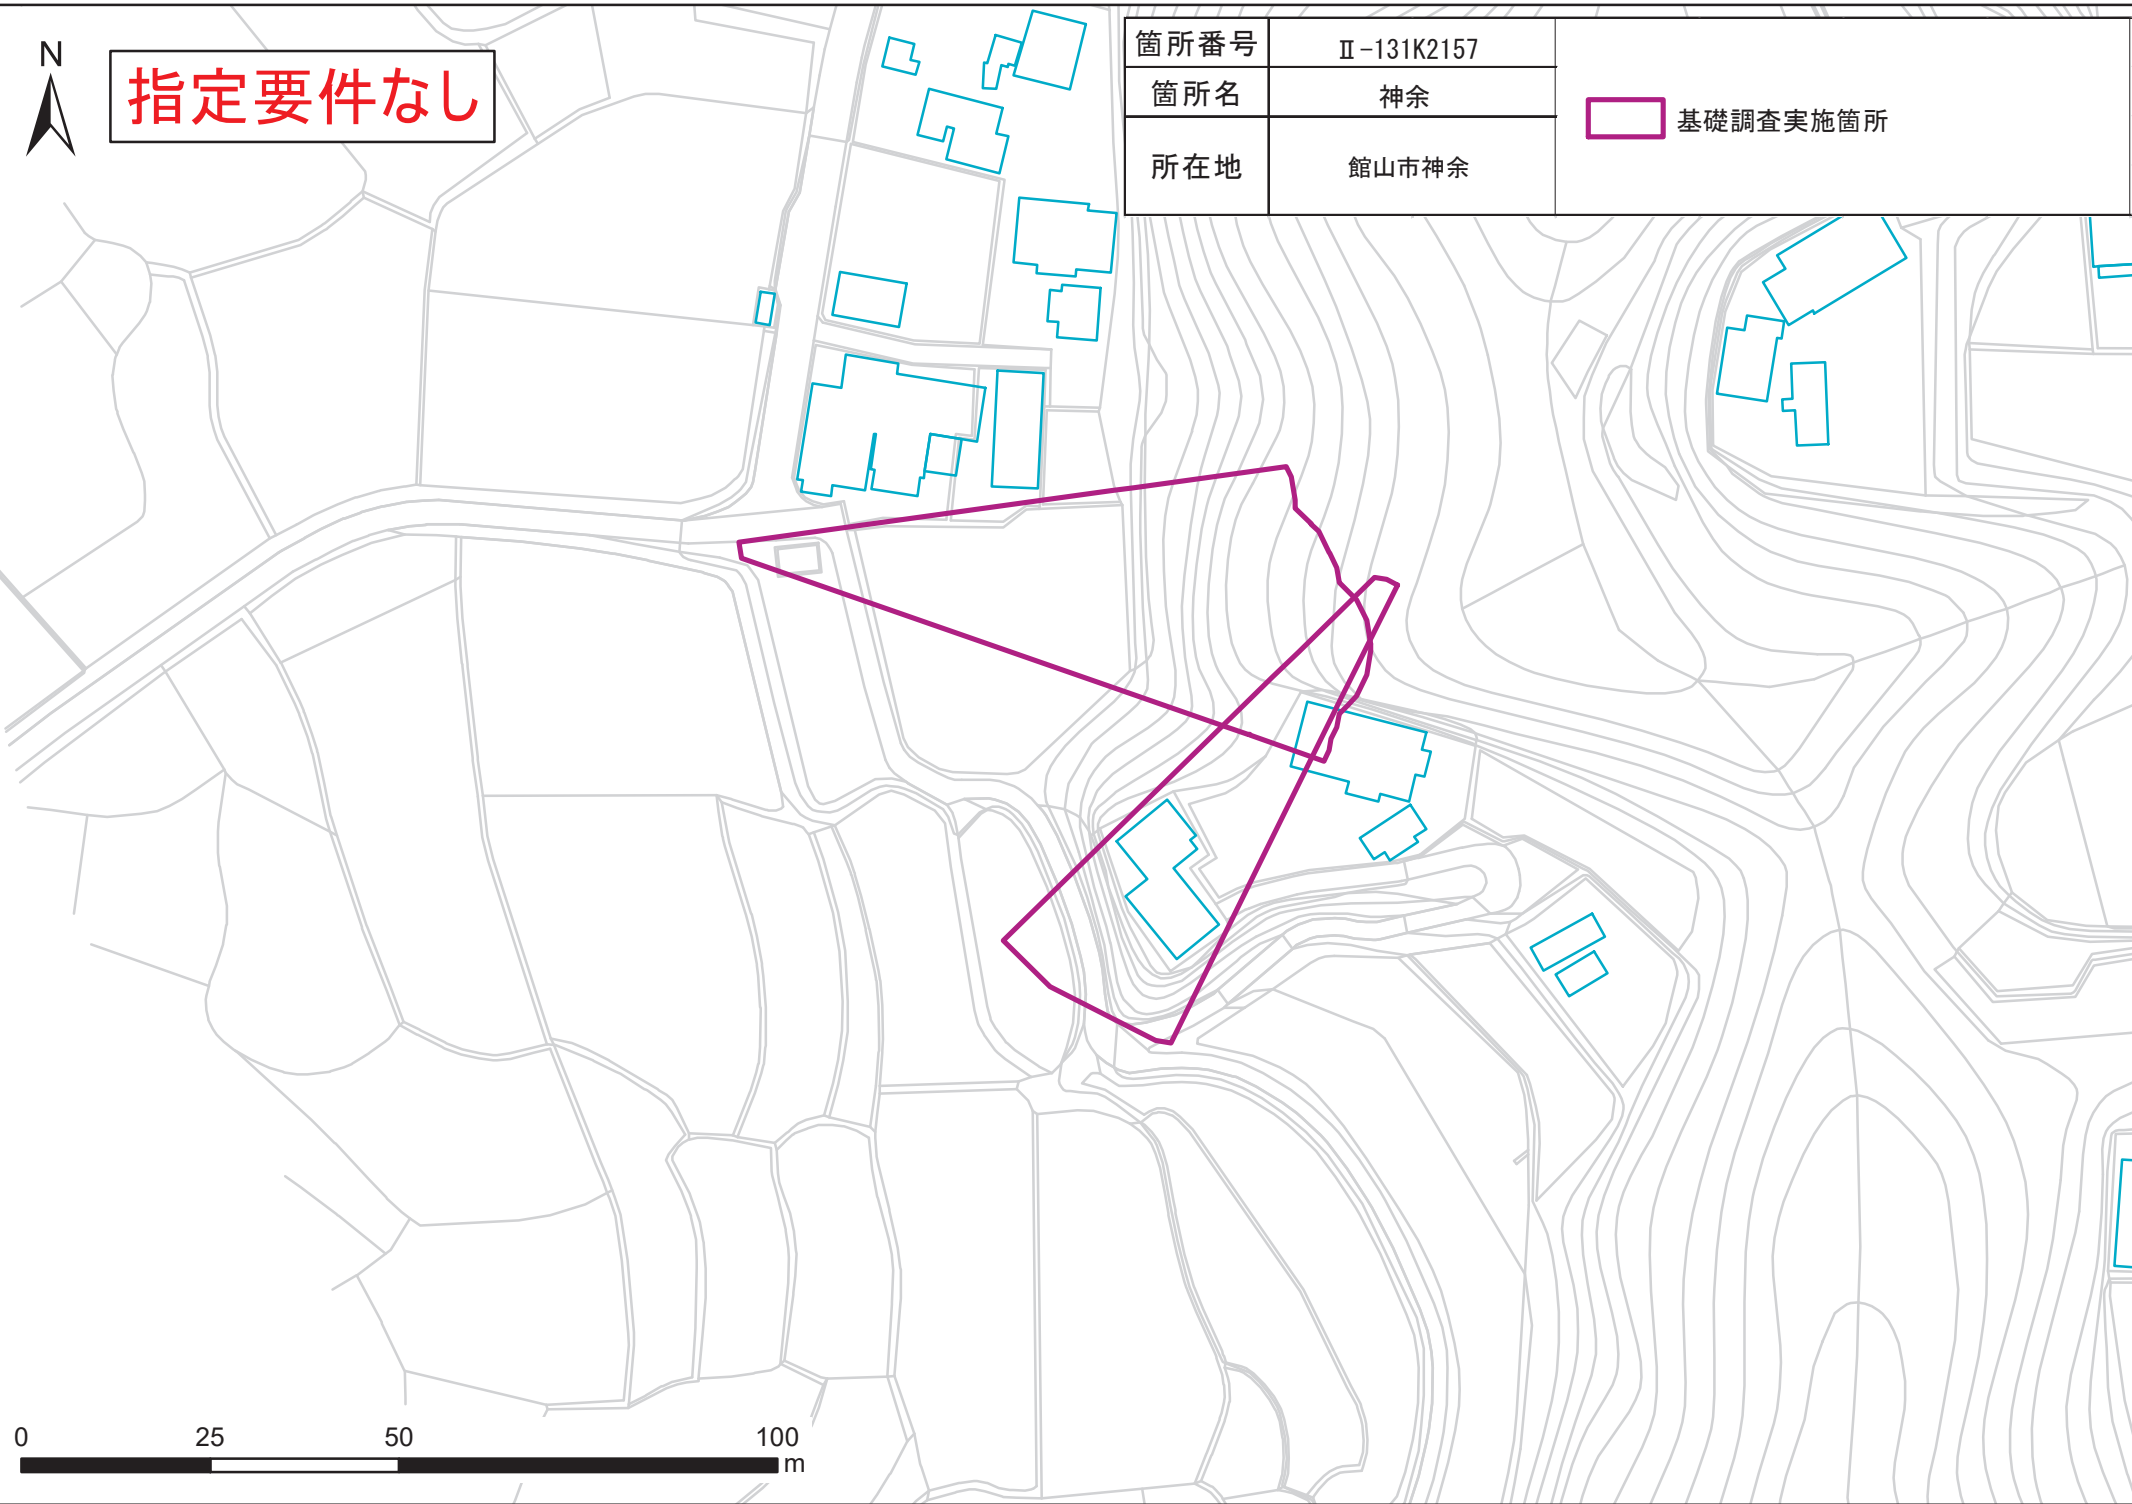 N
指定要件なし
箇所番号 Ⅱ-131K2157
箇所名 神余
所在地 館山市神余
基礎調査実施箇所
0 25 50 100
m